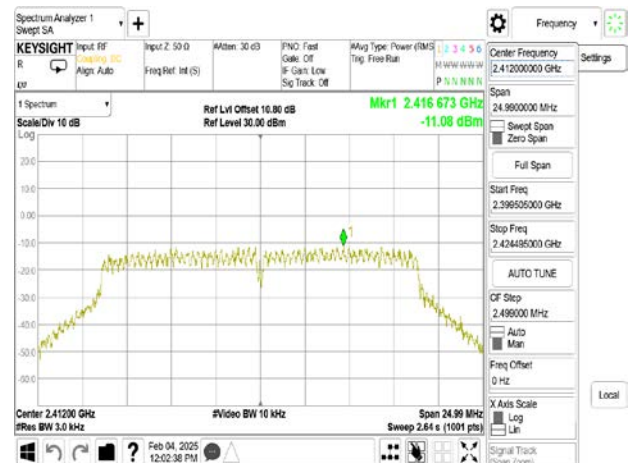 Spectrum Analyzer 1
Swept SA
Frequency
KEYSIGHT
Input: RF
Coupling: DC
Align: Auto
Input Z: 50 Ω
Freq Ref: Int (S)
#Atten: 30 dB
PNO: Fast
Gate: Off
IF Gain: Low
Sig Track: Off
#Avg Type: Power (RMS
Trig: Free Run
1 2 3 4 5 6
P N N N N N
R
Center Frequency
2.412000000 GHz
Settings
Span
24.9900000 MHz
Swept Span
Zero Span
Full Span
Start Freq
2.399505000 GHz
Stop Freq
2.424495000 GHz
AUTO TUNE
CF Step
2.499000 MHz
Auto
Man
Freq Offset
0 Hz
X Axis Scale
Log
Lin
Local
Signal Track
(Span Zoom)
1 Spectrum
Scale/Div 10 dB
Log
Ref Lvl Offset 10.80 dB
Ref Level 30.00 dBm
Mkr1 2.416 673 GHz
-11.08 dBm
20.0
10.0
0.00
-10.0
-20.0
-30.0
-40.0
-50.0
-60.0
1
Center 2.41200 GHz
#Res BW 3.0 kHz
#Video BW 10 kHz
Span 24.99 MHz
Sweep 2.64 s (1001 pts)
Feb 04, 2025
12:02:38 PM